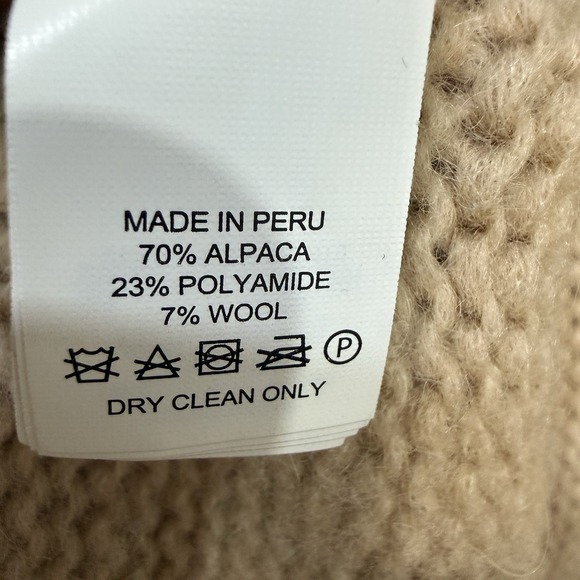 MADE IN PERU
70% ALPACA
23% POLYAMIDE
7% WOOL
P
DRY CLEAN ONLY